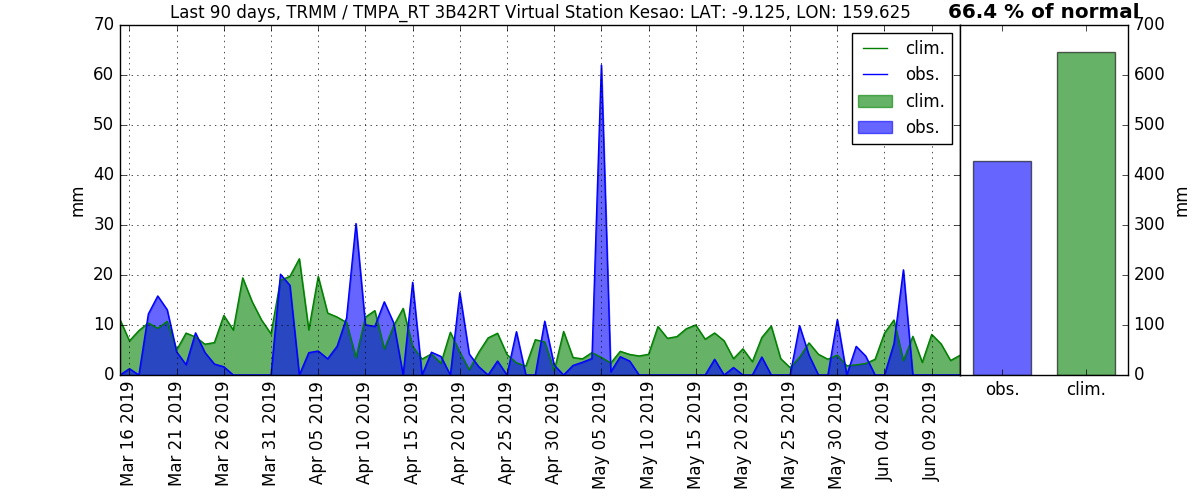 Last 90 days, TRMM / TMPA_RT 3B42RT Virtual Station Kesao: LAT: -9.125, LON: 159.625
66.4 % of normal
mm
70
60
50
40
30
20
10
0
clim.
obs.
clim.
obs.
Mar 16 2019
Mar 21 2019
Mar 26 2019
Mar 31 2019
Apr 05 2019
Apr 10 2019
Apr 15 2019
Apr 20 2019
Apr 25 2019
Apr 30 2019
May 05 2019
May 10 2019
May 15 2019
May 20 2019
May 25 2019
May 30 2019
Jun 04 2019
Jun 09 2019
700
600
500
400
300
200
100
0
mm
obs.
clim.